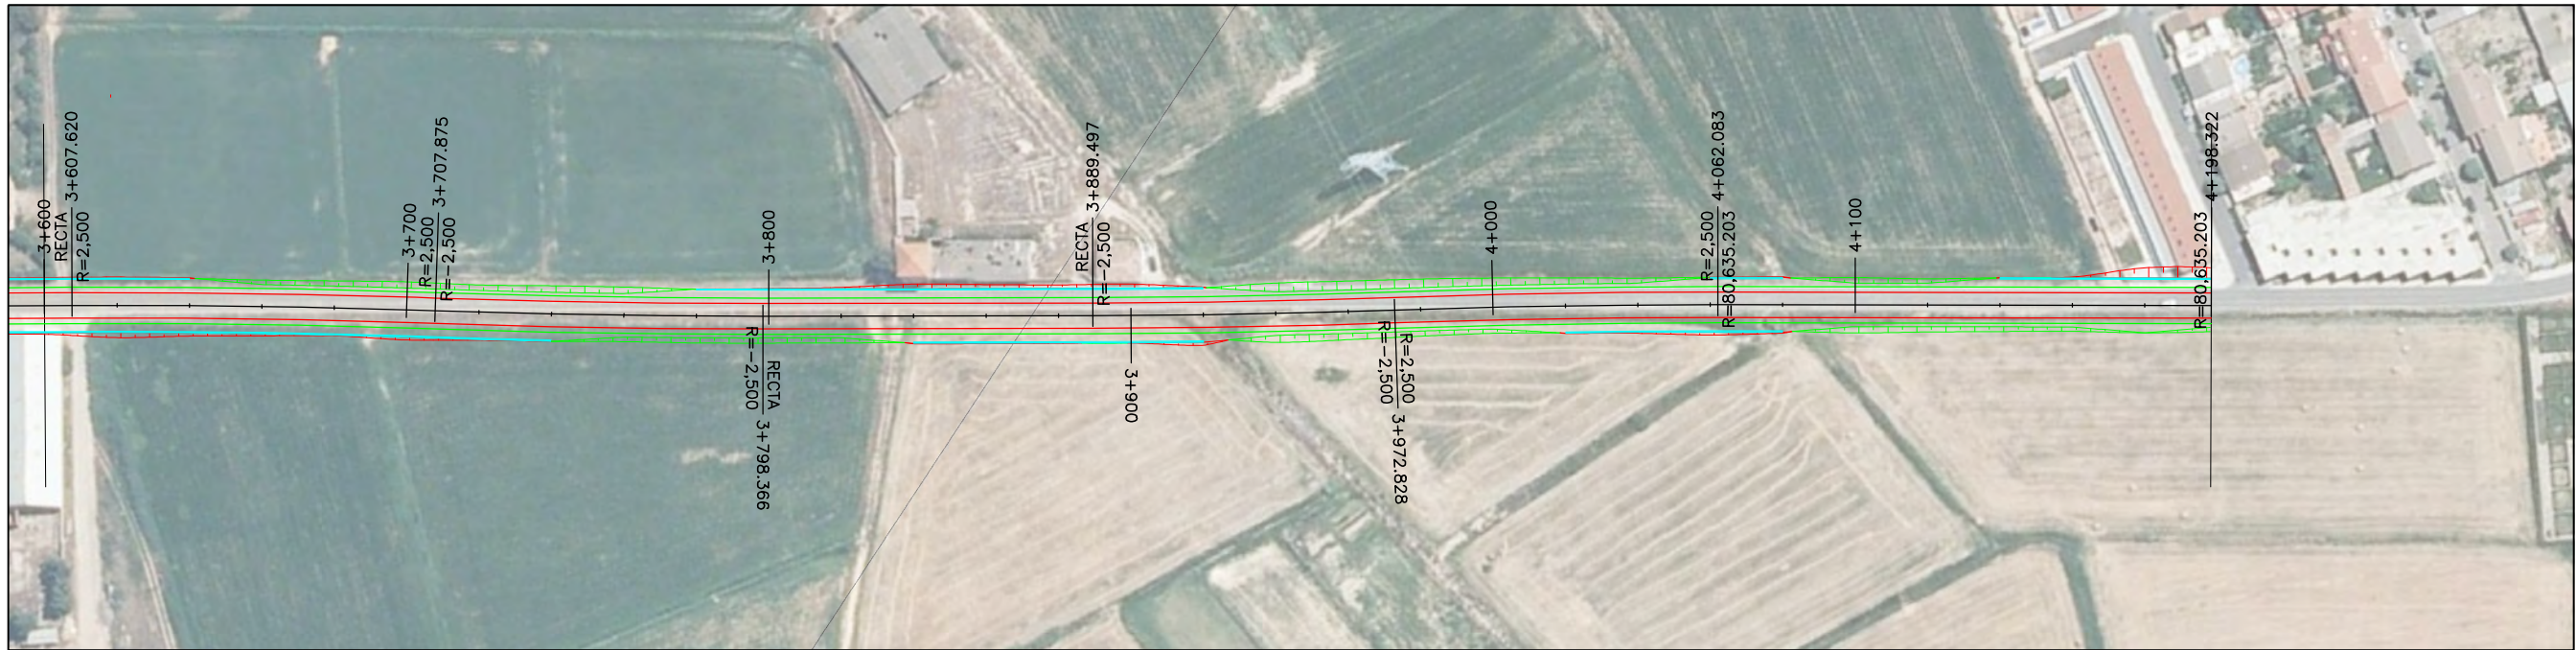 3+600
RECTA
3+607.620
R=2,500
3+700
R=2,500
3+707.875
R=-2,500
3+800
R=-2,500
RECTA
3+798.366
RECTA
3+889.497
R=-2,500
3+900
R=-2,500
R=2,500
3+972.828
4+000
R=2,500
4+062.083
R=80,635.203
4+100
R=80,635.203
4+198.322